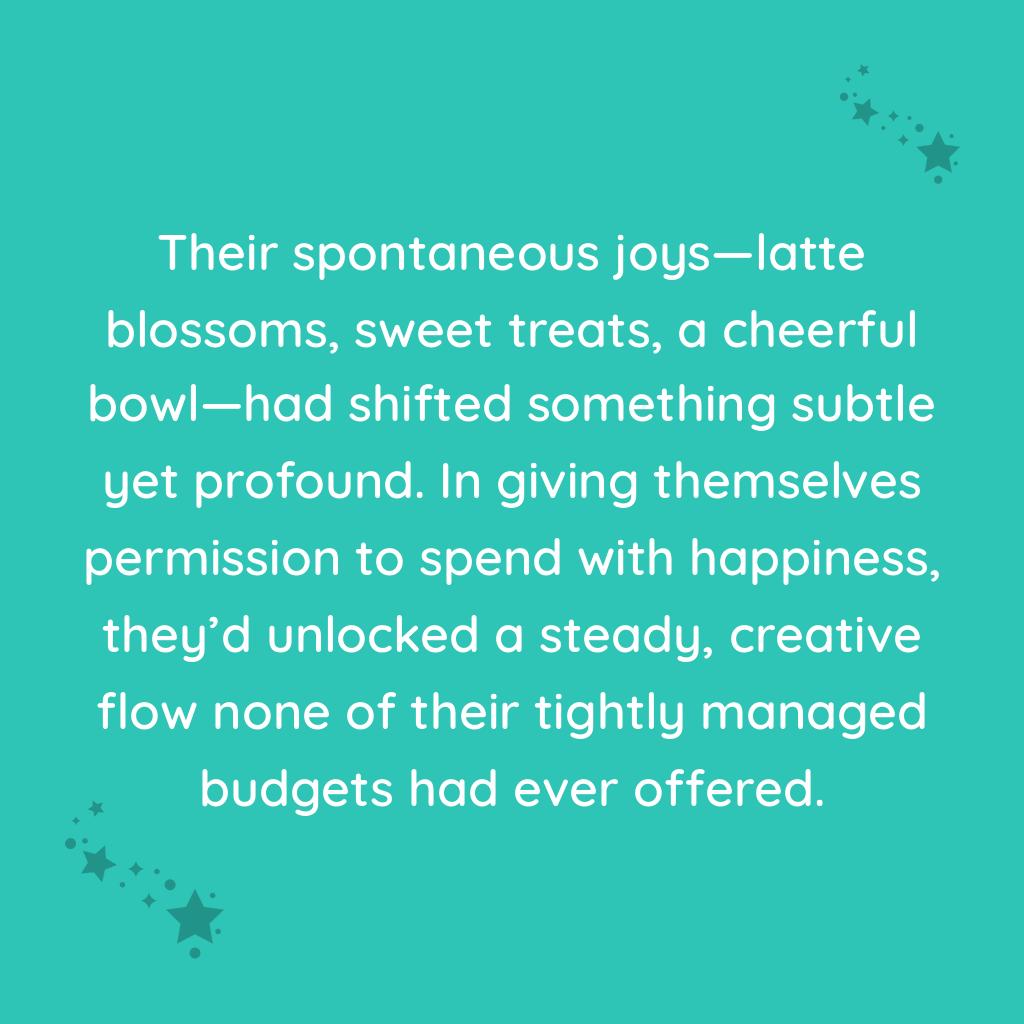 Their spontaneous joys—latte
blossoms, sweet treats, a cheerful
bowl—had shifted something subtle
yet profound. In giving themselves
permission to spend with happiness,
they’d unlocked a steady, creative
flow none of their tightly managed
budgets had ever offered.